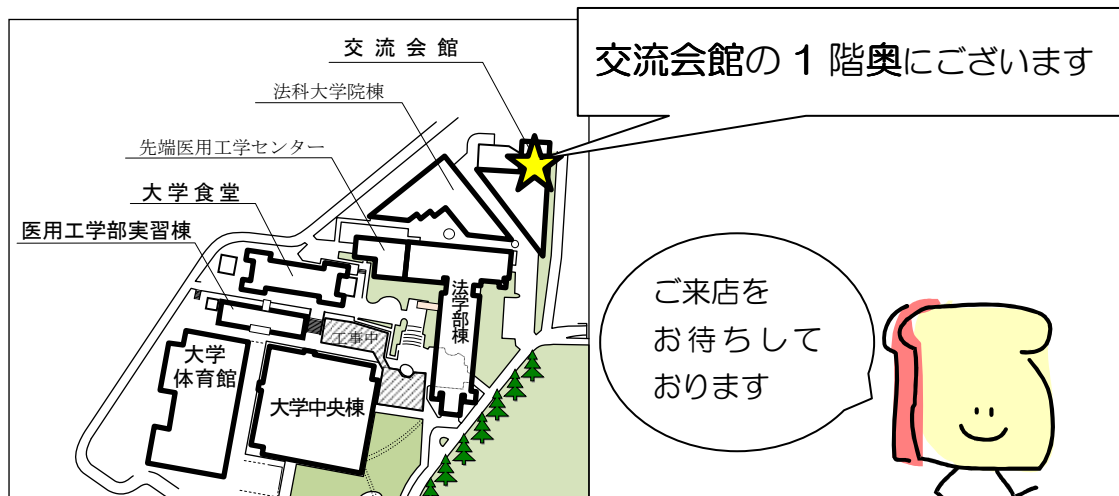 交流会館
交流会館の1階奥にございます
法科大学院棟
先端医用工学センター
大学食堂
医用工学部実習棟
法学部棟
工事中
大学
体育館
大学中央棟
ご来店を
お待ちして
おります